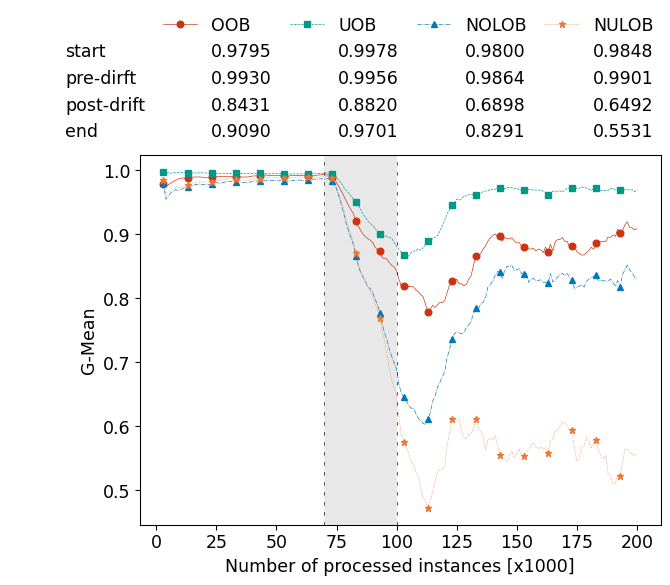 OOB UOB NOLOB NULOB
start 0.9795 0.9978 0.9800 0.9848
pre-dirft 0.9930 0.9956 0.9864 0.9901
post-drift 0.8431 0.8820 0.6898 0.6492
end 0.9090 0.9701 0.8291 0.5531
1.0
0.9
0.8
0.7
0.6
0.5
G-Mean
0 25 50 75 100 125 150 175 200
Number of processed instances [x1000]